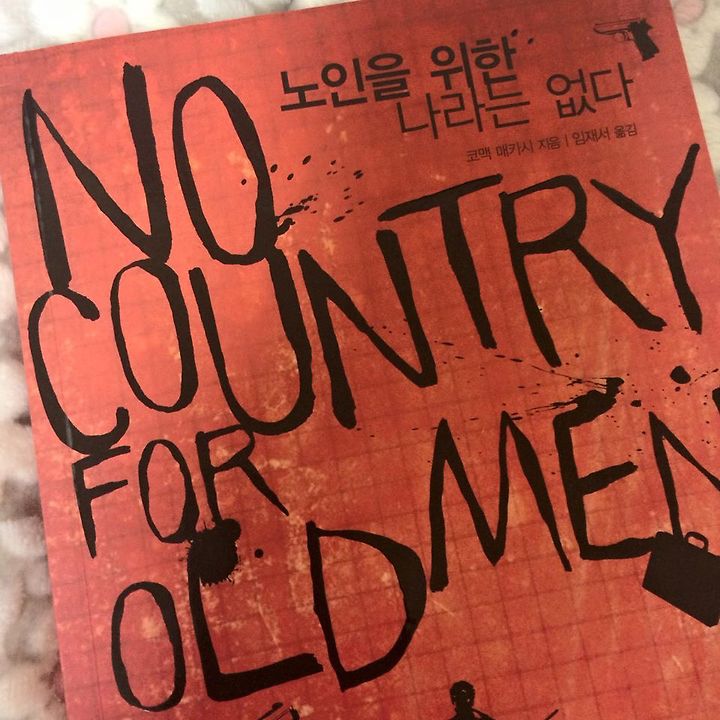 노인을 위한
나라는 없다
코맥 매카시 지음 | 임재서 옮김
NO
COUNTRY
FOR
OLD MEN